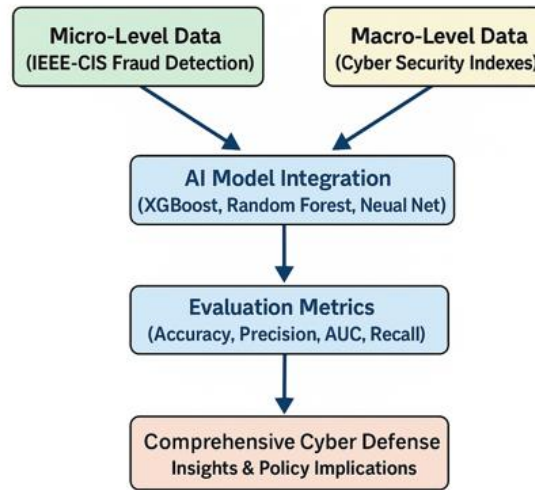 Micro-Level Data
(IEEE-CIS Fraud Detection)
Macro-Level Data
(Cyber Security Indexes)
AI Model Integration
(XGBoost, Random Forest, Neual Net)
Evaluation Metrics
(Accuracy, Precision, AUC, Recall)
Comprehensive Cyber Defense
Insights & Policy Implications